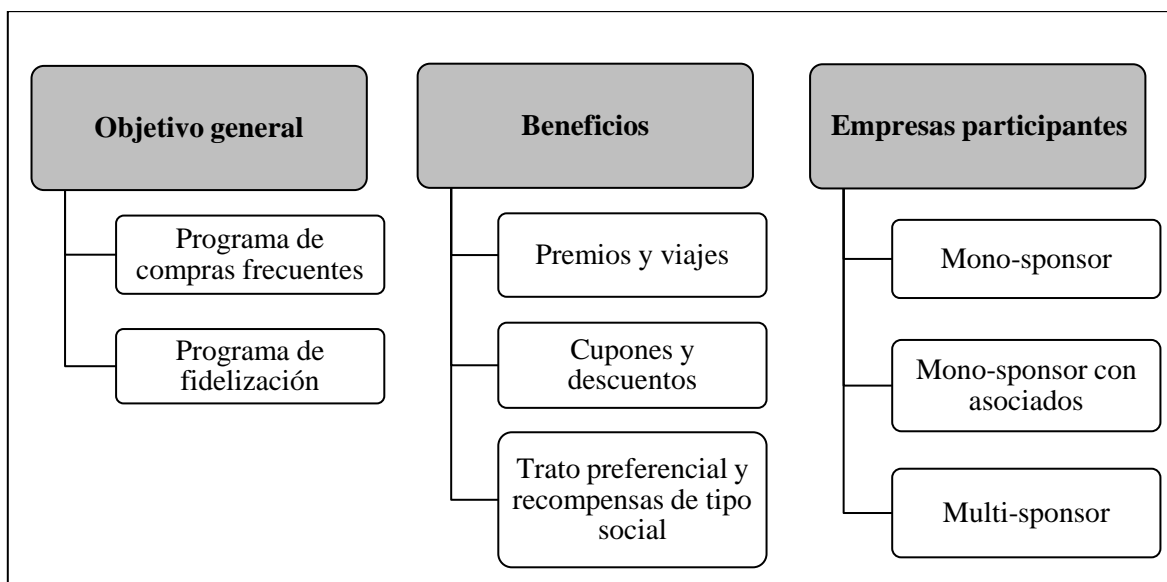 Objetivo general
Programa de
compras frecuentes
Programa de
fidelización
Beneficios
Premios y viajes
Cupones y
descuentos
Trato preferencial y
recompensas de tipo
social
Empresas participantes
Mono-sponsor
Mono-sponsor con
asociados
Multi-sponsor